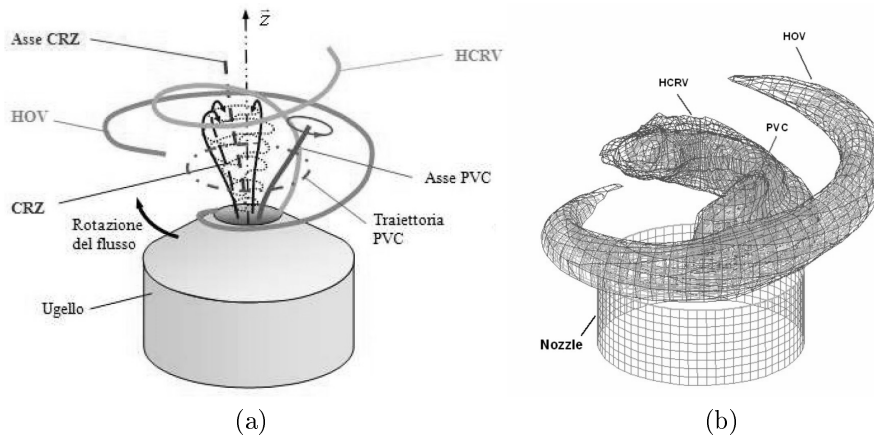 Asse CRZ
z
HCRV
HOV
CRZ
Asse PVC
Rotazione
del flusso
Traiettoria
PVC
Ugello
(a)
HOV
HCRV
PVC
Nozzle
(b)